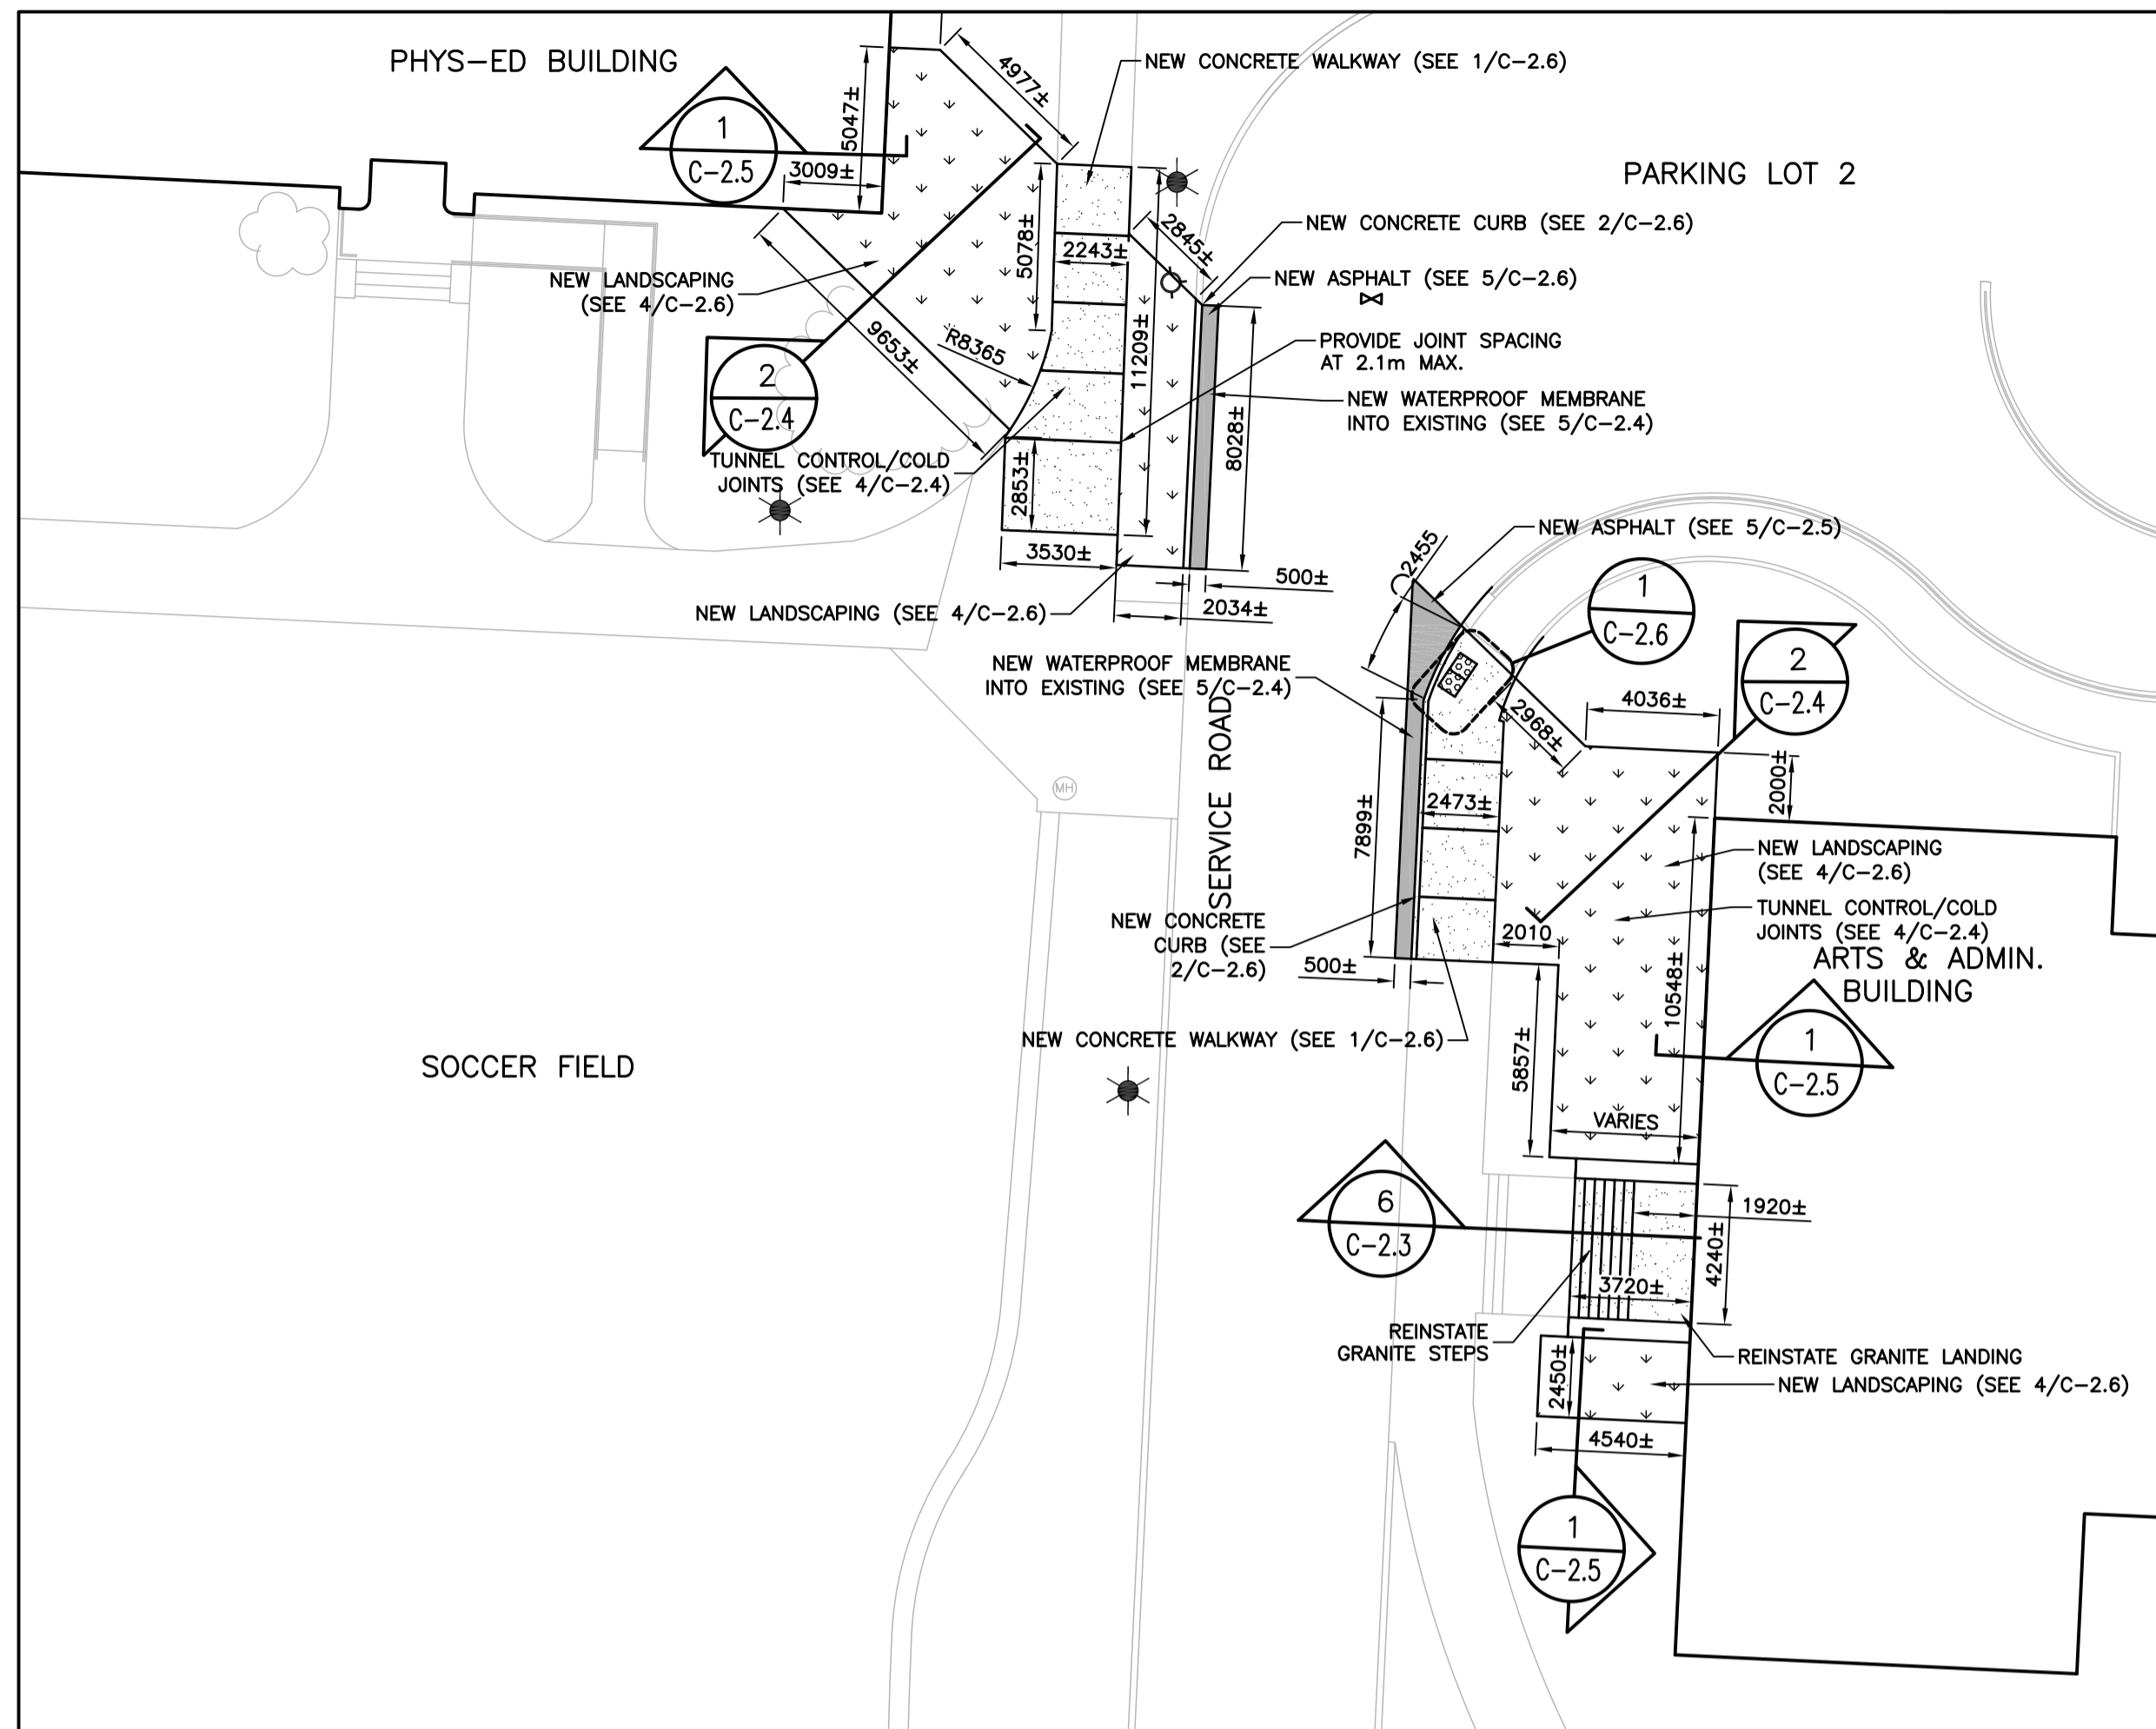 PHYS-ED BUILDING
4977±
NEW CONCRETE WALKWAY (SEE 1/C-2.6)
5047±
1
C-2.5
3009±
PARKING LOT 2
2845±
NEW CONCRETE CURB (SEE 2/C-2.6)
5078±
2243±
NEW LANDSCAPING
(SEE 4/C-2.6)
NEW ASPHALT (SEE 5/C-2.6)
9653±
R8365
11209±
PROVIDE JOINT SPACING
AT 2.1m MAX.
2
C-2.4
NEW WATERPROOF MEMBRANE
INTO EXISTING (SEE 5/C-2.4)
8028±
TUNNEL CONTROL/COLD
JOINTS (SEE 4/C-2.4)
2853±
3530±
500±
2034±
NEW LANDSCAPING (SEE 4/C-2.6)
NEW ASPHALT (SEE 5/C-2.5)
2455
1
C-2.6
2
C-2.4
NEW WATERPROOF MEMBRANE
INTO EXISTING (SEE 5/C-2.4)
SERVICE ROAD
2968±
4036±
2000±
MH
7899±
2473±
NEW LANDSCAPING
(SEE 4/C-2.6)
TUNNEL CONTROL/COLD
JOINTS (SEE 4/C-2.4)
ARTS & ADMIN.
BUILDING
NEW CONCRETE
CURB (SEE
2/C-2.6)
500±
2010
10548±
NEW CONCRETE WALKWAY (SEE 1/C-2.6)
5857±
1
C-2.5
SOCCER FIELD
VARIES
6
C-2.3
1920±
4240±
3720±
REINSTATE
GRANITE STEPS
REINSTATE GRANITE LANDING
NEW LANDSCAPING (SEE 4/C-2.6)
2450±
4540±
1
C-2.5